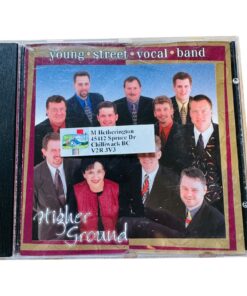 young • street • vocal • band
M Hetherington
45412 Spruce Dr
Chilliwack BC
V2R 3V3
Higher
Ground